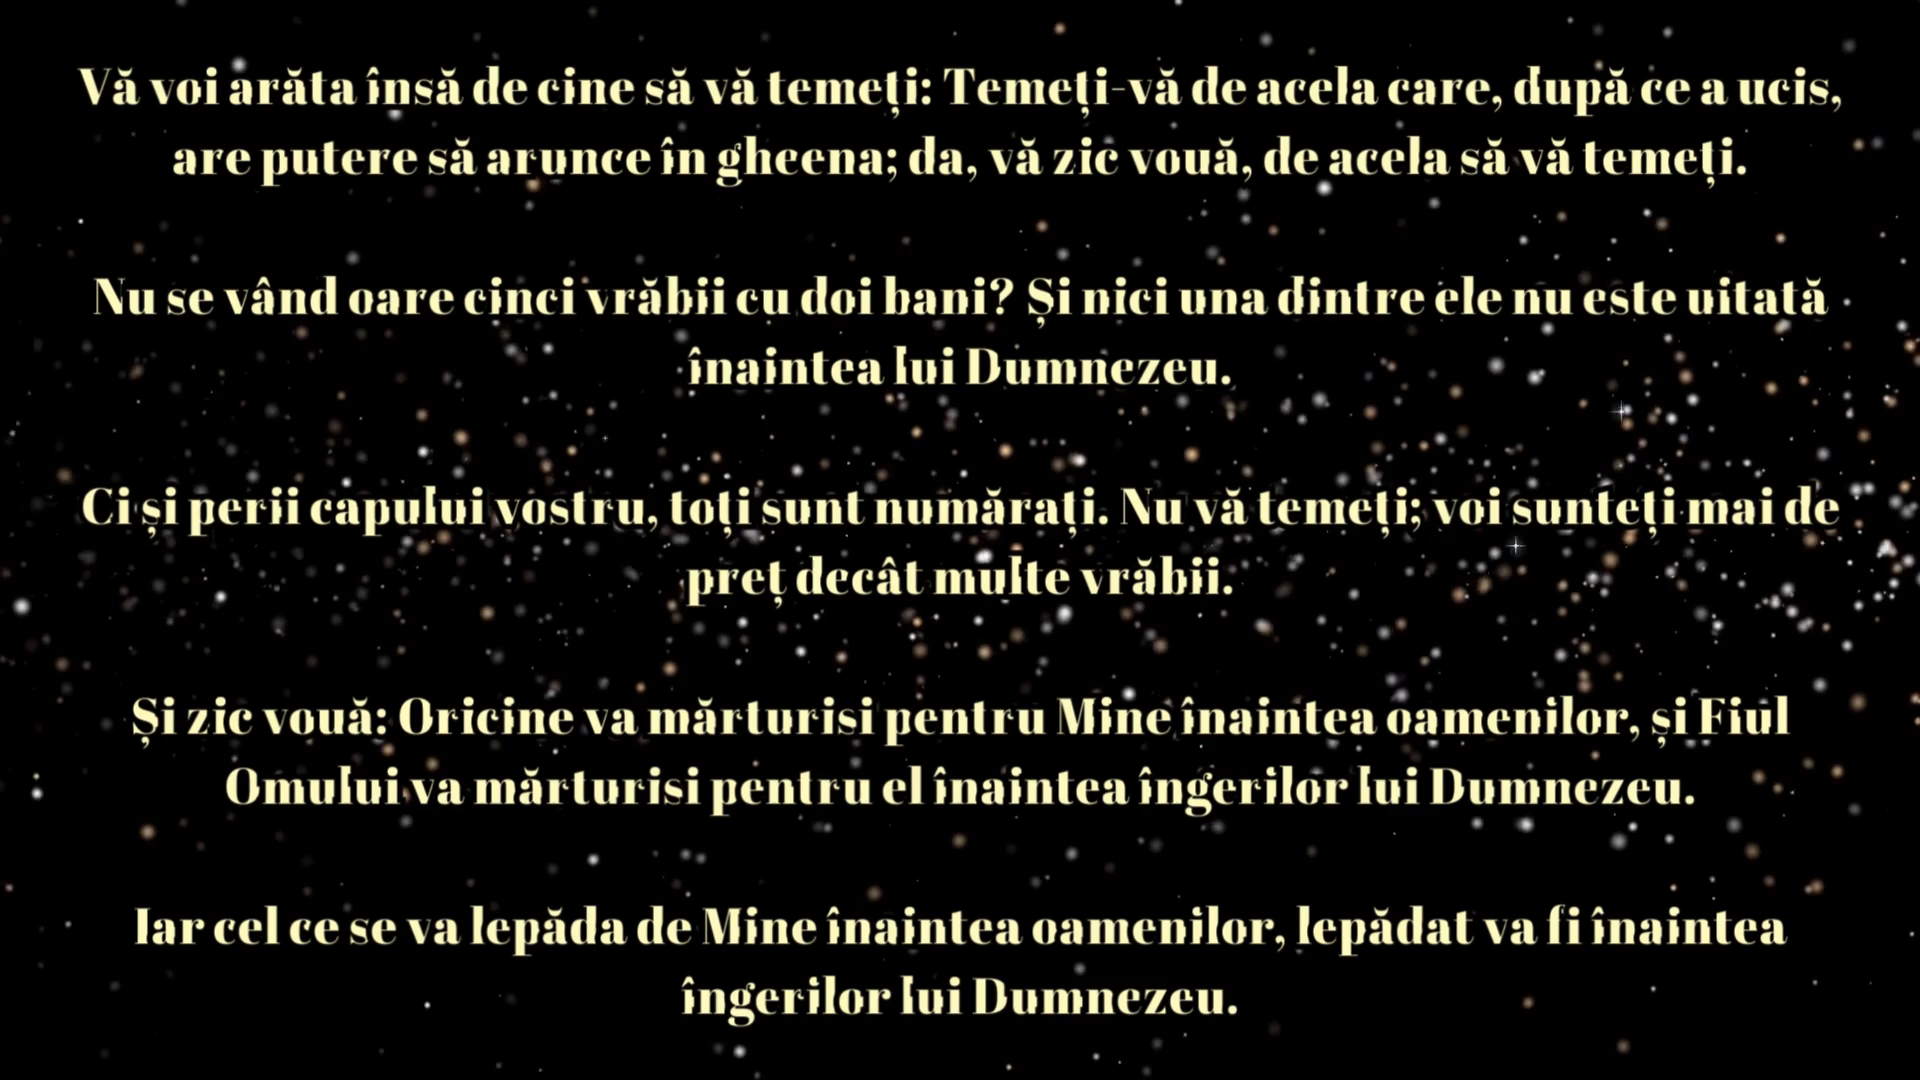 Vă voi arăta însă de cine să vă temeți: Temeți-vă de acela care, după ce a ucis,
are putere să arunce în gheena; da, vă zic vouă, de acela să vă temeți.
Nu se vând oare cinci vrăbii cu doi bani? Și nici una dintre ele nu este uitată
înaintea lui Dumnezeu.
Ci și perii capului vostru, toți sunt numărați. Nu vă temeți; voi sunteți mai de
preț decât multe vrăbii.
Și zic vouă: Oricine va mărturisi pentru Mine înaintea oamenilor, și Fiul
Omului va mărturisi pentru el înaintea îngerilor lui Dumnezeu.
Iar cel ce se va lepăda de Mine înaintea oamenilor, lepădat va fi înaintea
îngerilor lui Dumnezeu.